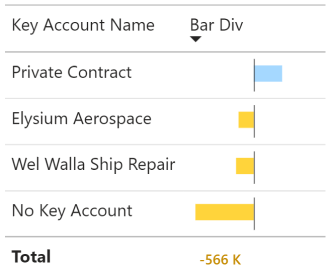 Key Account Name Bar Div
Private Contract
Elysium Aerospace
Wel Walla Ship Repair
No Key Account
Total -566 K